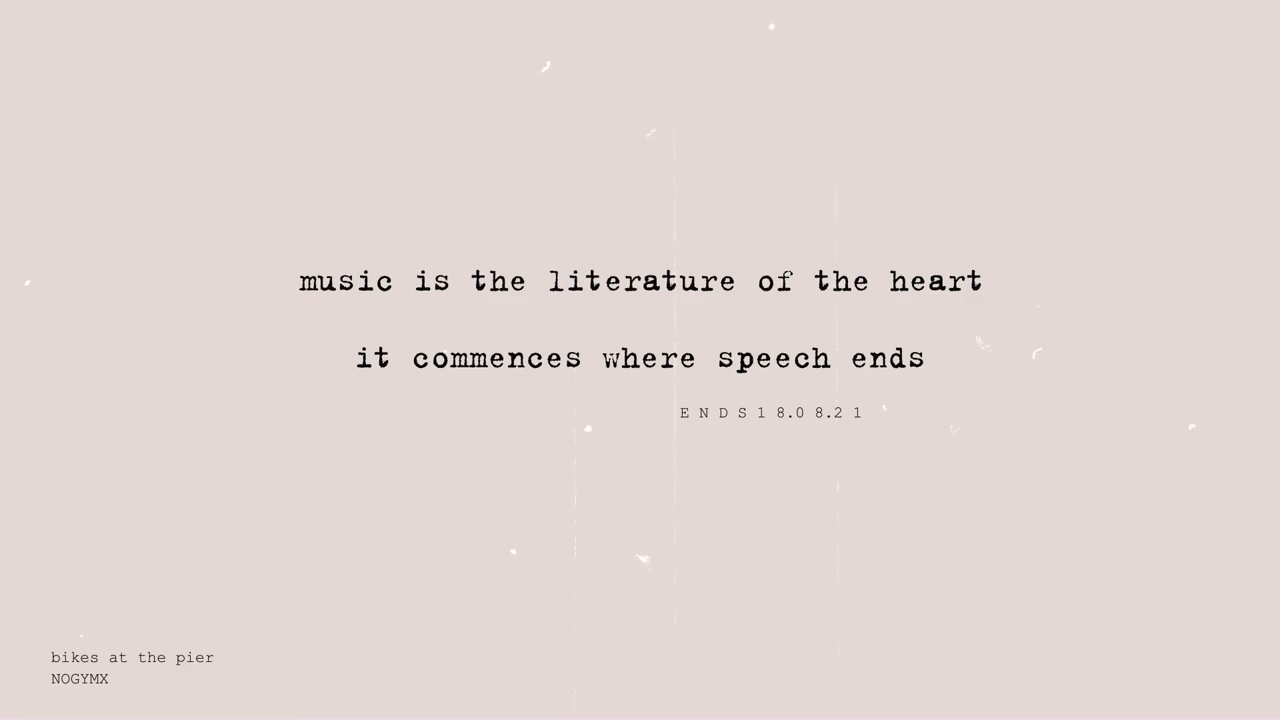 music is the literature of the heart
it commences where speech ends
E N D S 1 8.0 8.2 1
bikes at the pier
NOGYMX